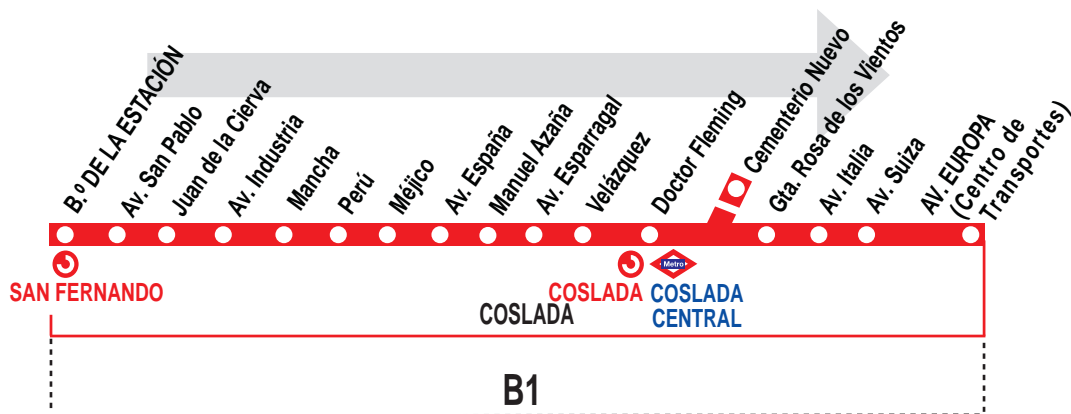 B.º DE LA ESTACIÓN
Av. San Pablo
Juan de la Cierva
Av. Industria
Mancha
Perú
Méjico
Av. España
Manuel Azaña
Av. Esparragal
Velázquez
Doctor Fleming
Cementerio Nuevo
Gta. Rosa de los Vientos
Av. Italia
Av. Suiza
AV. EUROPA
(Centro de
Transportes)
Metro
SAN FERNANDO
COSLADA
COSLADA
CENTRAL
COSLADA
B1